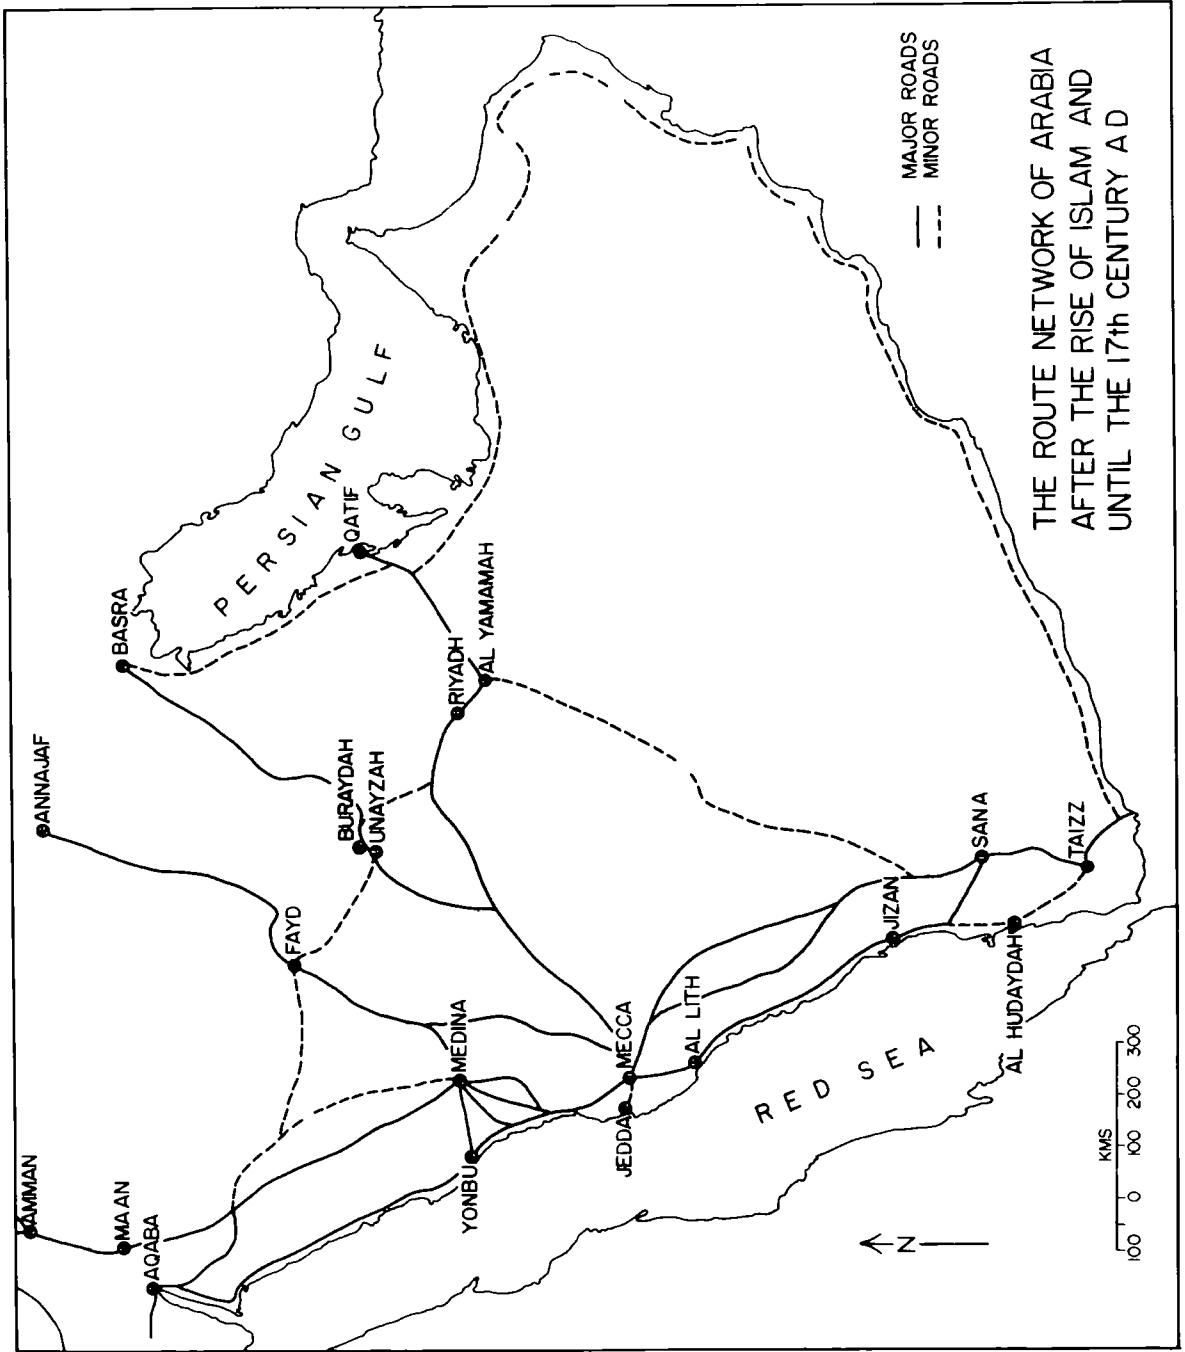 AMMAN
MAAN
AQABA
ANNAJAF
BASRA
FAYD
BURAYDAH
UNAYZAH
PERSIAN GULF
QATIF
RIYADH
AL YAMAMAH
MEDINA
YONBU
MECCA
JEDDA
AL LITH
RED SEA
JIZAN
SANA
AL HUDAYDAH
TAIZZ
N
KMS
100 0 100 200 300
MAJOR ROADS
MINOR ROADS
THE ROUTE NETWORK OF ARABIA
AFTER THE RISE OF ISLAM AND
UNTIL THE 17th CENTURY AD